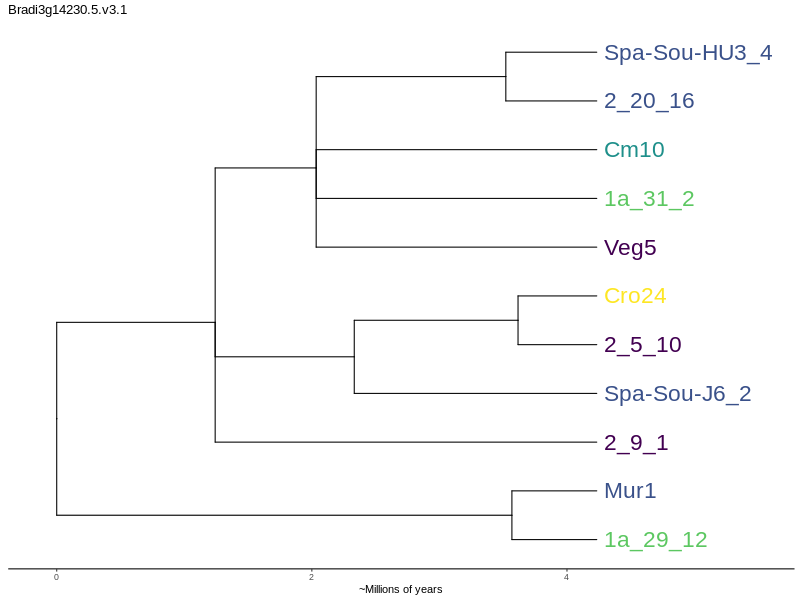 Bradi3g14230.5.v3.1
Spa-Sou-HU3_4
2_20_16
Cm10
1a_31_2
Veg5
Cro24
2_5_10
Spa-Sou-J6_2
2_9_1
Mur1
1a_29_12
0 2 4
~Millions of years